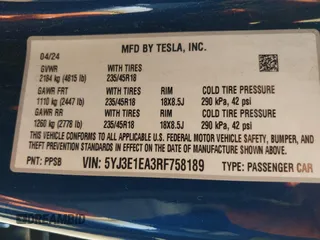 MFD BY TESLA, INC.
04/24
GVWR WITH TIRES
2184 kg (4815 lb) 235/45R18
GAWR FRT WITH TIRES RIM COLD TIRE PRESSURE
1110 kg (2447 lb) 235/45R18 18X8.5J 290 kPa, 42 psi
GAWR RR WITH TIRES RIM COLD TIRE PRESSURE
1260 kg (2778 lb) 235/45R18 18X8.5J 290 kPa, 42 psi
THIS VEHICLE CONFORMS TO ALL APPLICABLE U.S. FEDERAL MOTOR VEHICLE SAFETY, BUMPER, AND
THEFT PREVENTION STANDARDS IN EFFECT ON THE DATE OF MANUFACTURE SHOWN ABOVE.
PNT: PPSB VIN: 5YJ3E1EA3RF758189 TYPE: PASSENGER CAR